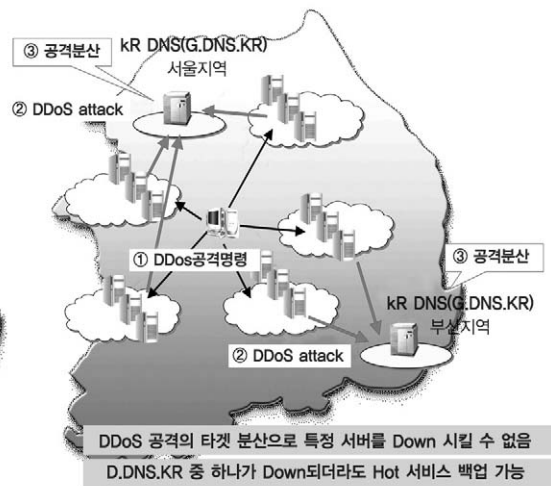 ③ 공격분산
kR DNS(G.DNS.KR)
서울지역
② DDoS attack
① DDos공격명령
③ 공격분산
kR DNS(G.DNS.KR)
부산지역
② DDoS attack
DDoS 공격의 타겟 분산으로 특정 서버를 Down 시킬 수 없음
D.DNS.KR 중 하나가 Down되더라도 Hot 서비스 백업 가능